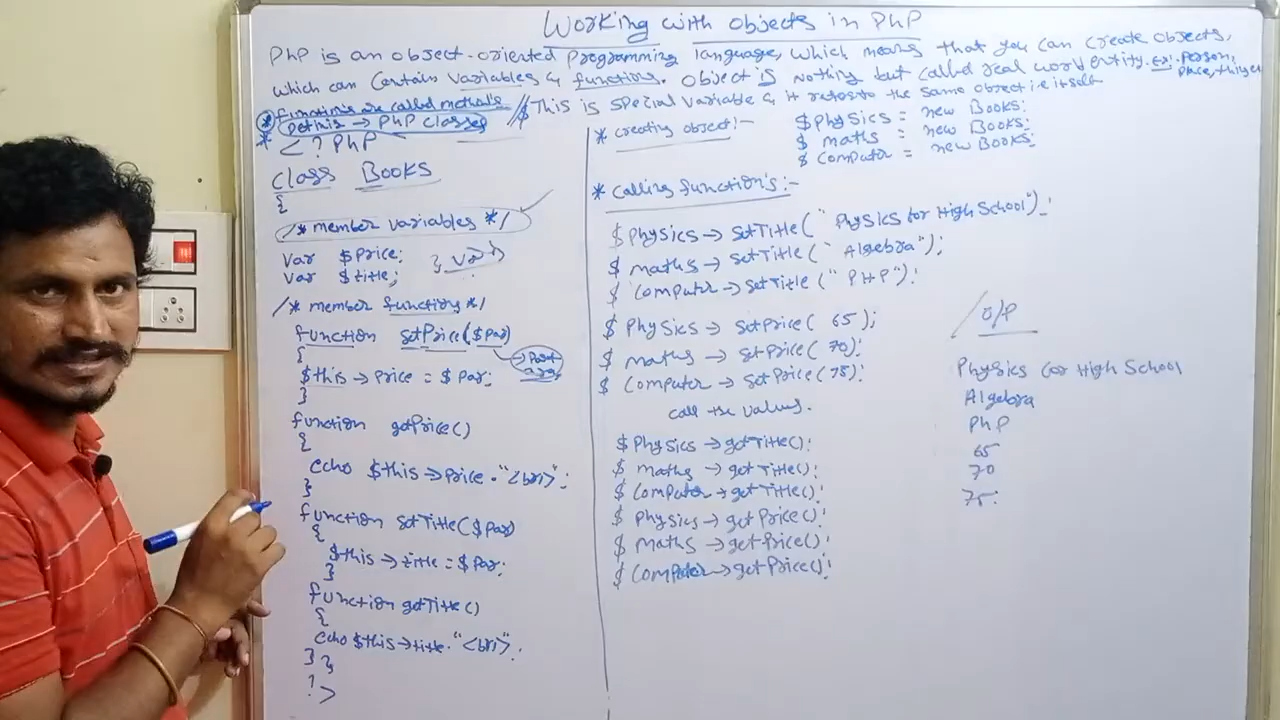 Working with objects in PHP
PHP is an object-oriented programming language, which means that you can create objects,
which can contain variables & functions. object is nothing but called real word entity. Ex: Person,
Place, things
* functions are called methods // $This is special variable & it refers to the same object i.e itself
* Define → PHP classes
< ? PHP
class Books
{
/* member variables */
var $Price;
var $title;
} var
/* member functions */
function setPrice($Par)
{
→ Par
arg
$this → Price = $Par;
}
function getPrice()
{
echo $this → Price . "<br/>";
}
function setTitle($Par)
{
$this → title = $Par;
}
function getTitle()
{
echo $this → title . "<br/>";
} }
? >
* creating object :-
$Physics = new Books;
$ maths = new Books;
$ Computer = new Books;
* calling function's :-
$Physics → SetTitle( "Physics for High School");
$ maths → SetTitle( "Algebra");
$ Computer → SetTitle( "PHP");
$ Physics → SetPrice( 65);
$ maths → SetPrice( 70);
$ Computer → SetPrice( 75);
call the values.
$ Physics → getTitle();
$ maths → getTitle();
$ Computer → getTitle();
$ Physics → getPrice();
$ Maths → getPrice();
$ Computer → getPrice();
O/P
Physics for High School
Algebra
PHP
65
70
75.